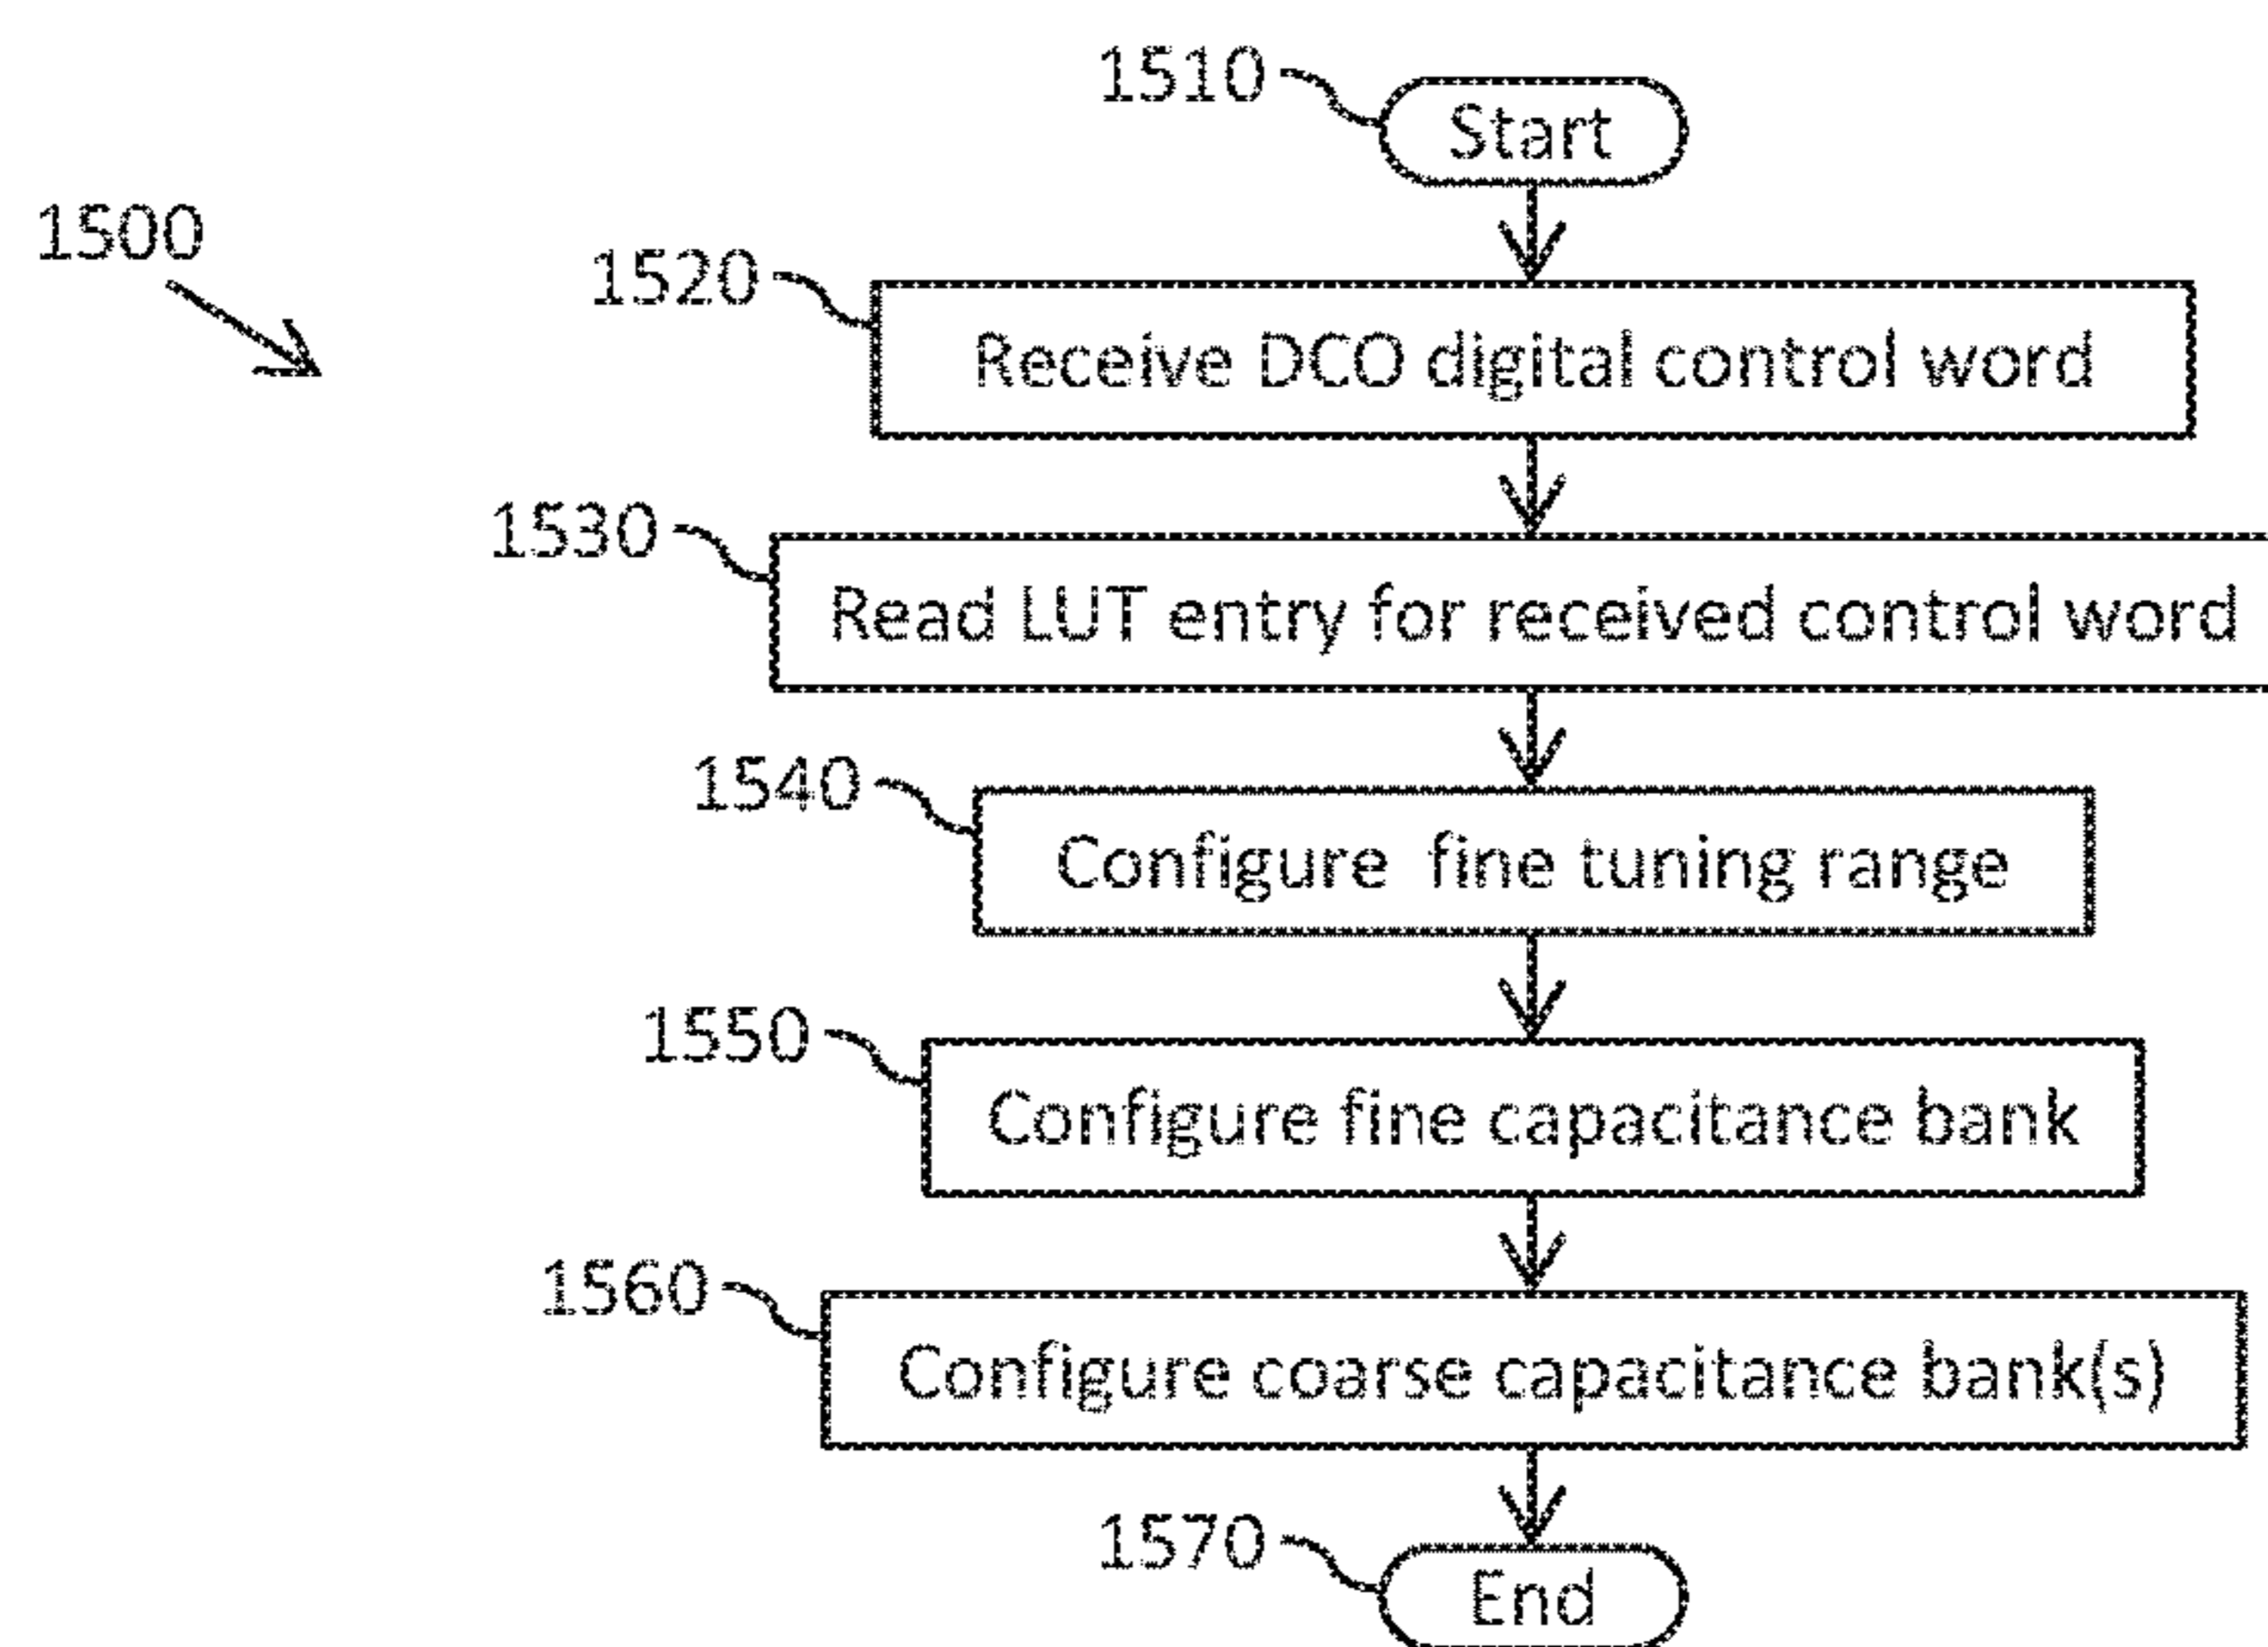 1510
Start
1500
1520
Receive DCO digital control word
1530
Read LUT entry for received control word
1540
Configure fine tuning range
1550
Configure fine capacitance bank
1560
Configure coarse capacitance bank(s)
1570
End